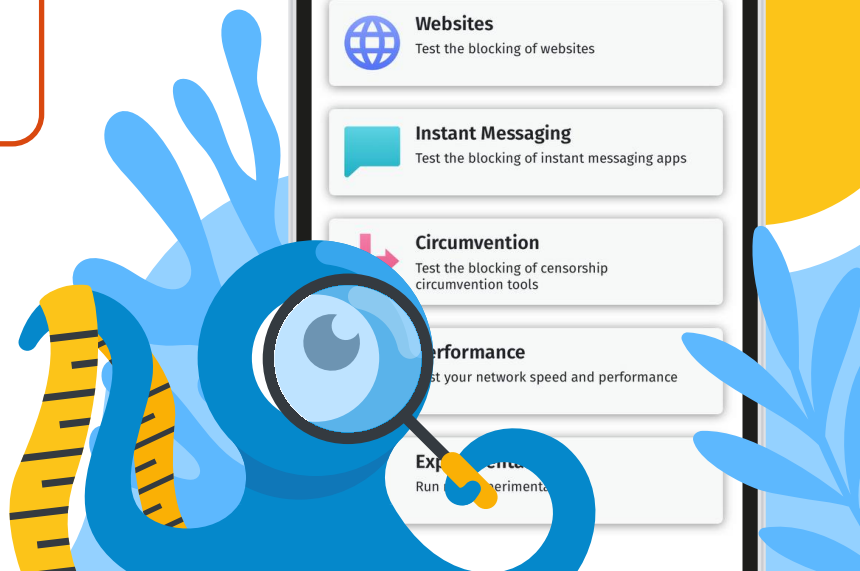 Websites
Test the blocking of websites
Instant Messaging
Test the blocking of instant messaging apps
Circumvention
Test the blocking of censorship
circumvention tools
erformance
st your network speed and performance
Run